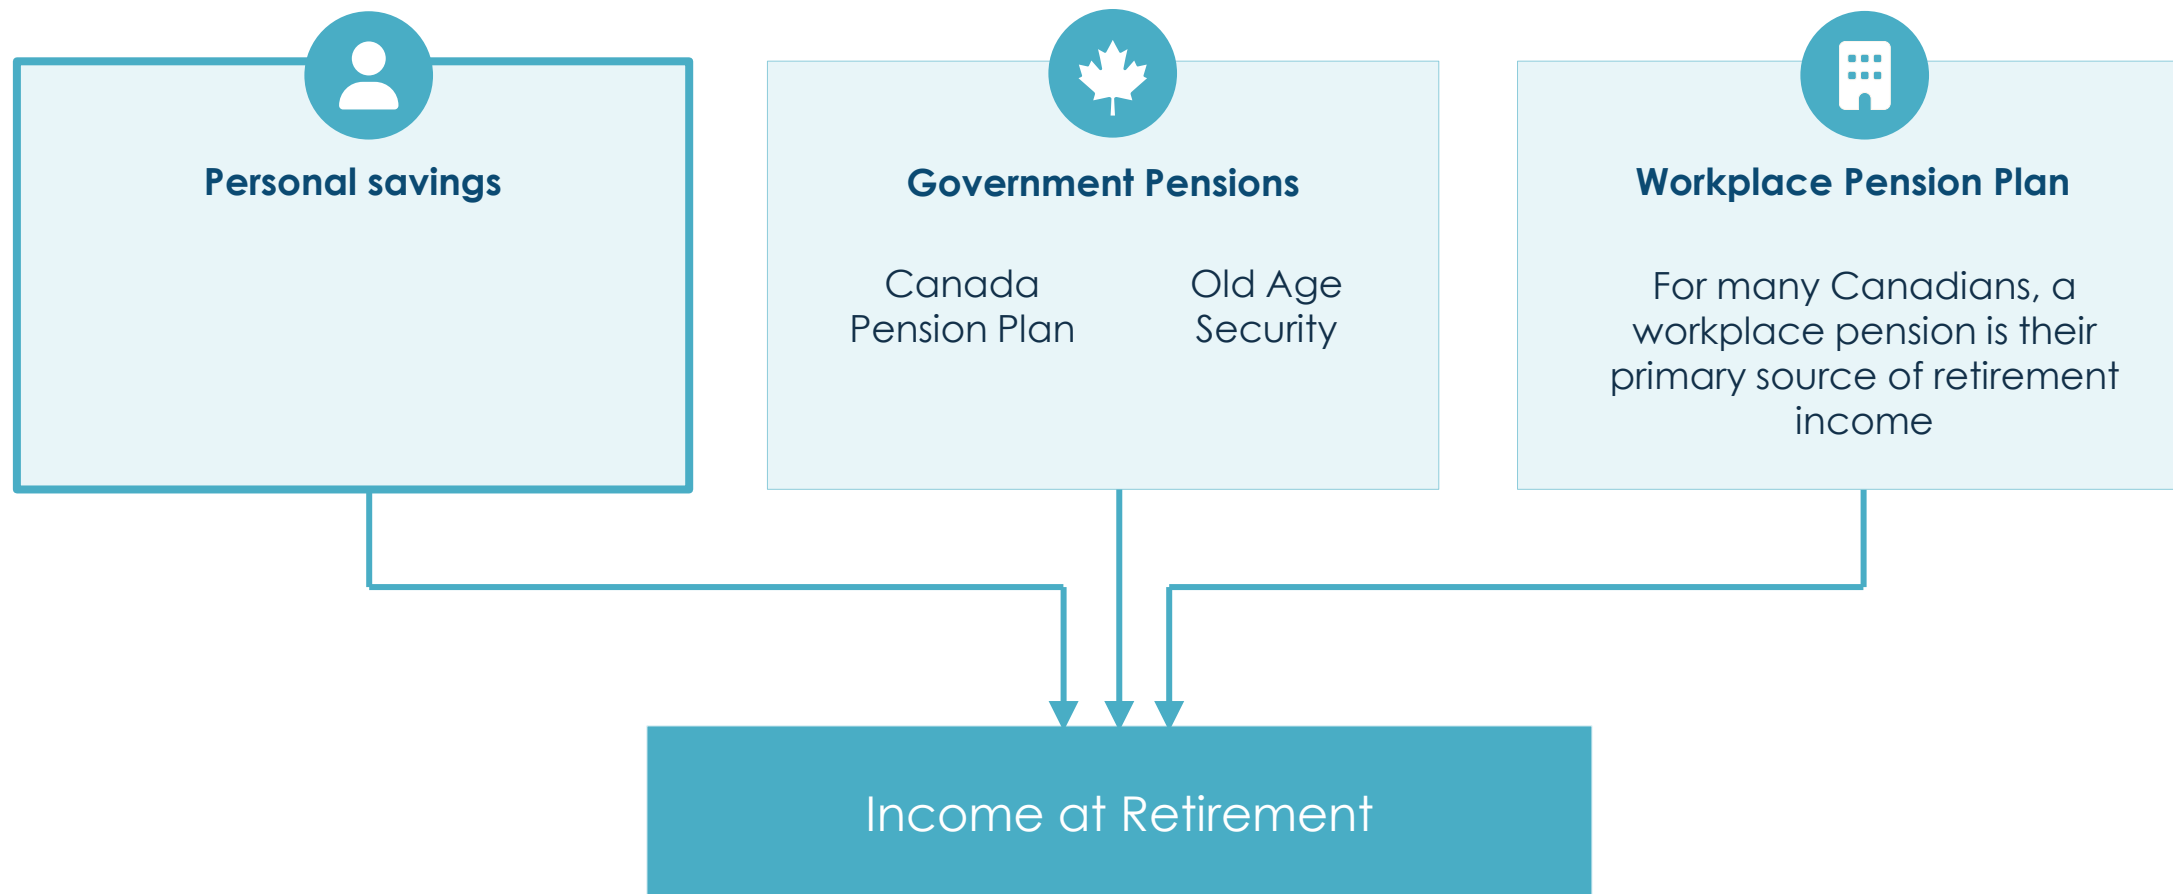 Personal savings
Government Pensions
Canada
Pension Plan
Old Age
Security
Workplace Pension Plan
For many Canadians, a
workplace pension is their
primary source of retirement
income
Income at Retirement